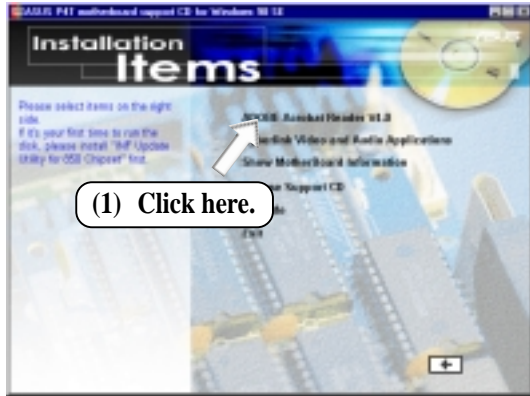 ASUS P4T motherboard support CD for Windows 98 SE
Installation
Items
ASUS
Please select items on the right
side.
If it's your first time to run the
disk, please install "INF Update
Utility for 850 Chipset" first.
ADOBE Acrobat Reader V4.0
Video and Audio Applications
Show Motherboard Information
Support CD
(1) Click here.
Exit